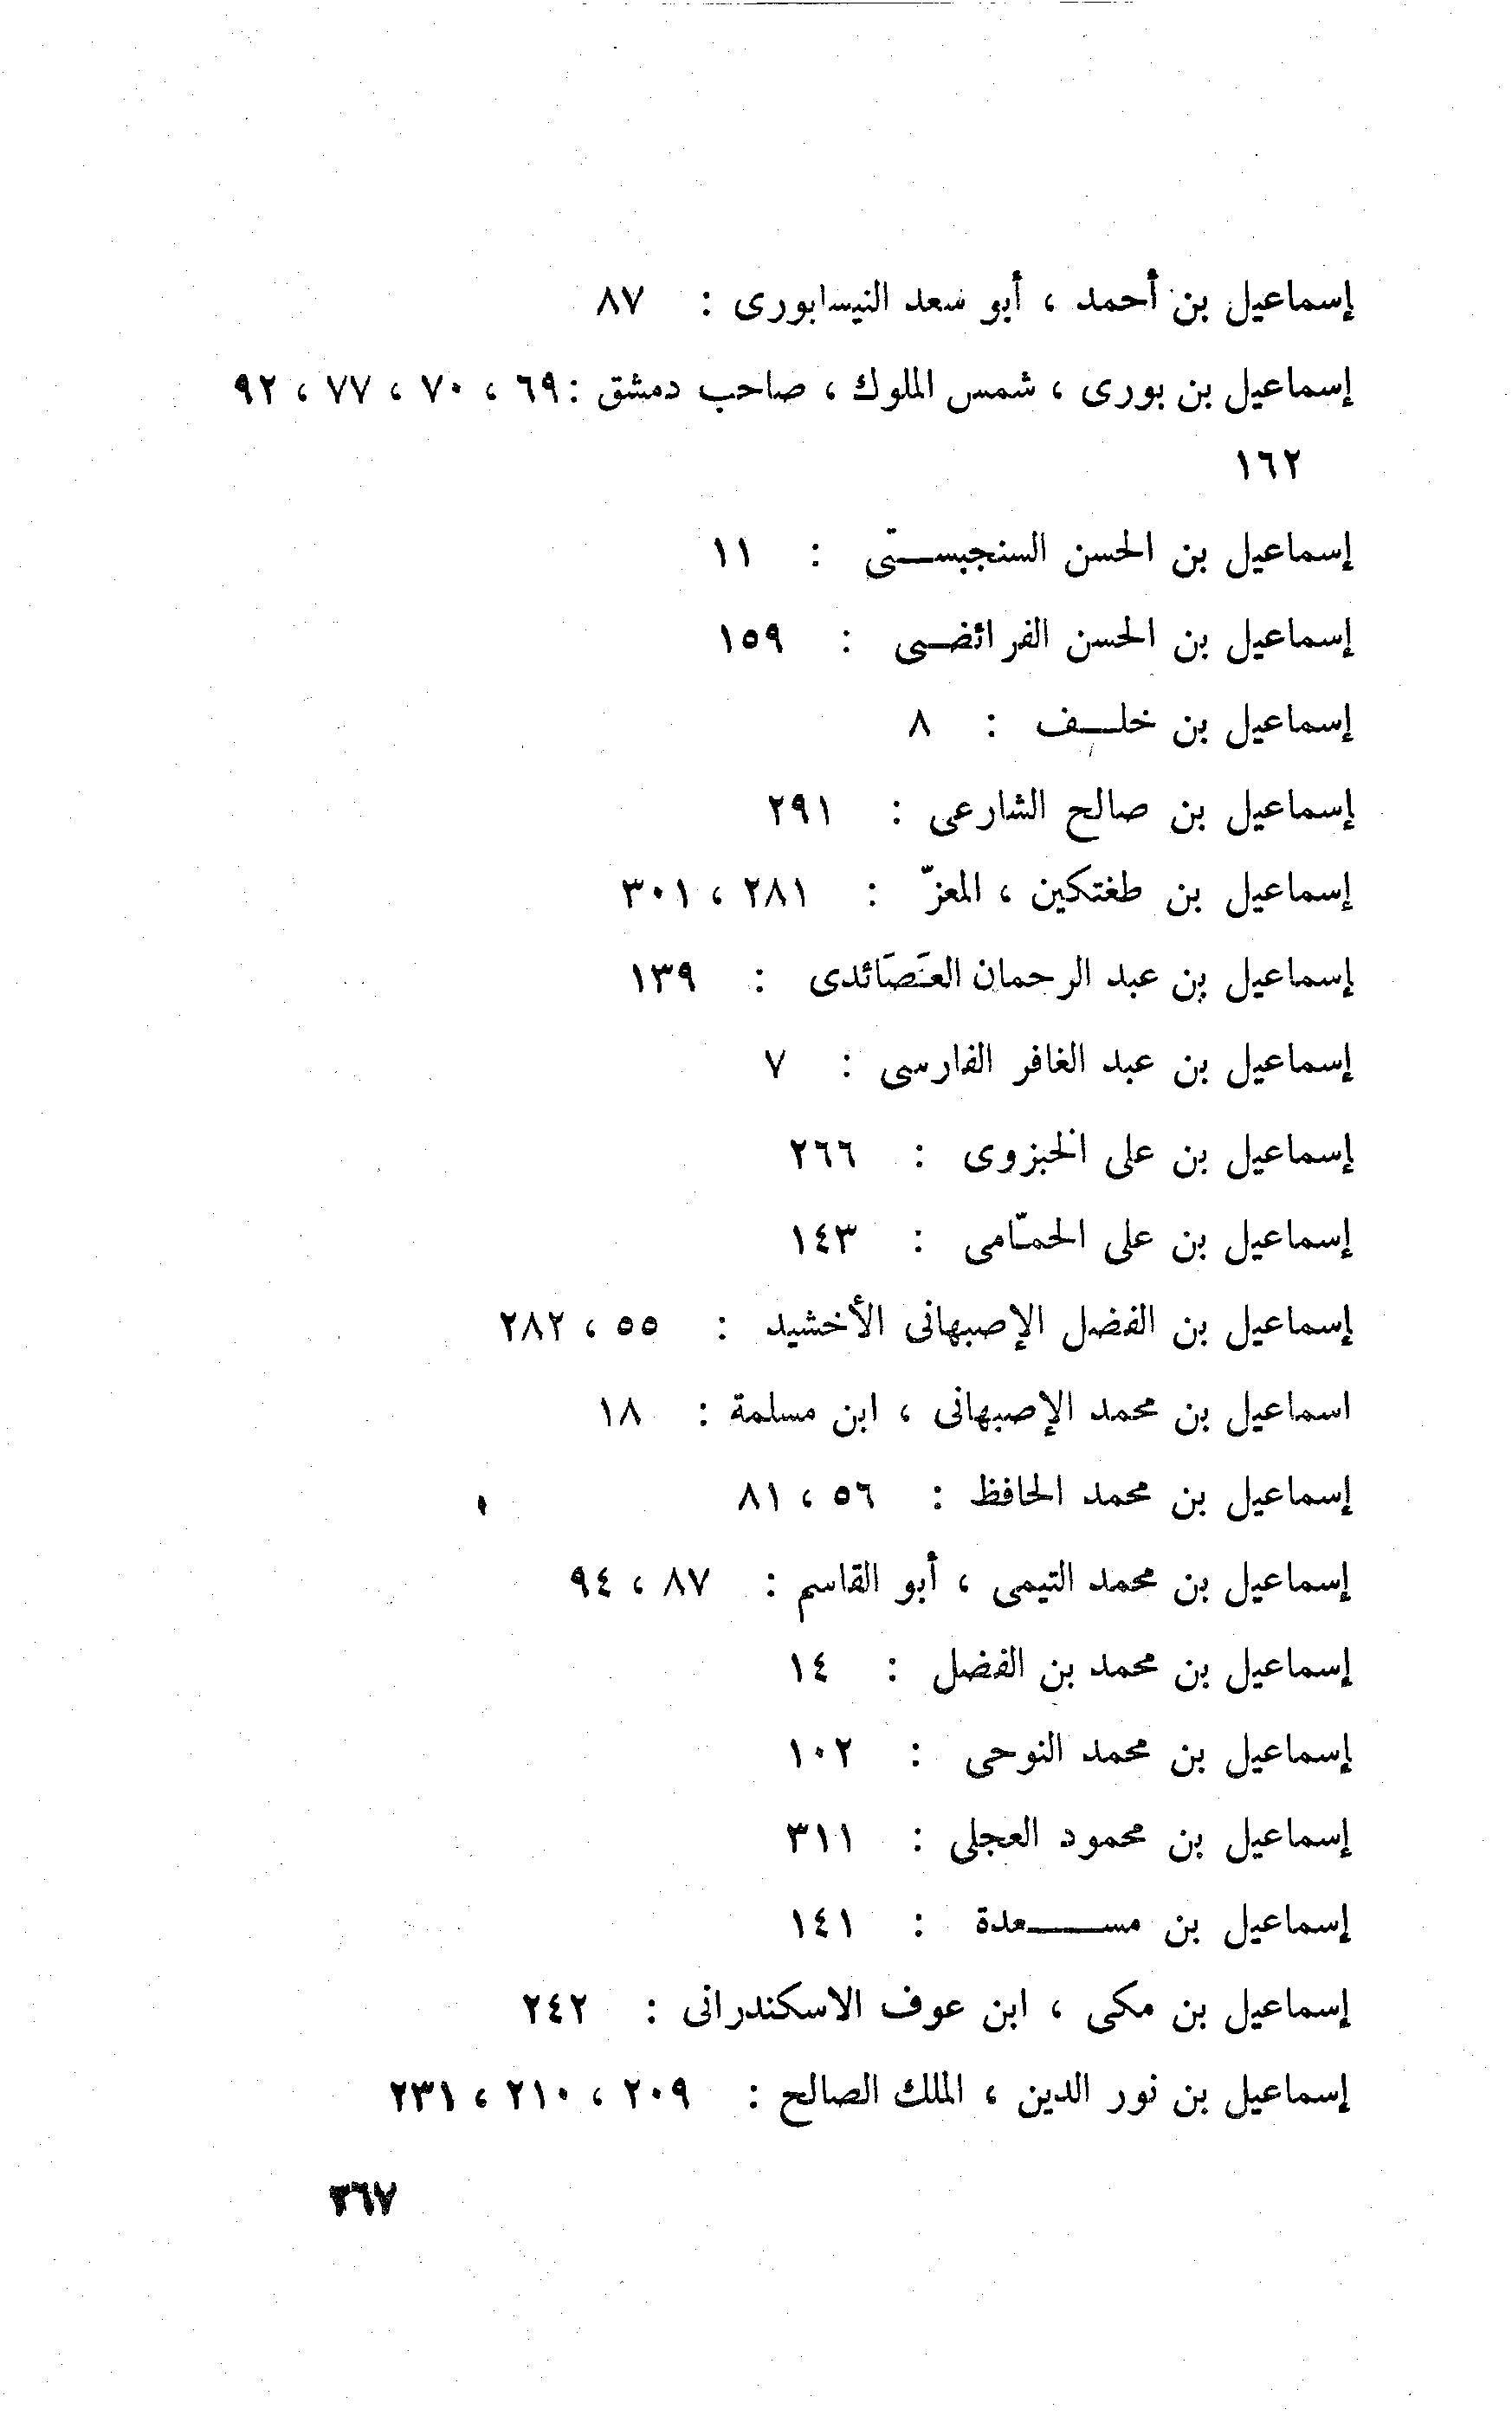 إسماعيل بن أحمد ، أبو سعد النيسابورى : ٨٧
إسماعيل بن بورى ، شمس الملوك ، صاحب دمشق : ٦٩ ، ٧٠ ، ٧٧ ، ٩٢
١٦٢
إسماعيل بن الحسن السنجبستى : ١١
إسماعيل بن الحسن الفرائضى : ١٥٩
إسماعيل بن خلف : ٨
إسماعيل بن صالح الشارعى : ٢٩١
إسماعيل بن طغتكين ، المعزّ : ٢٨١ ، ٣٠١
إسماعيل بن عبد الرحمان العَصَائدى : ١٣٩
إسماعيل بن عبد الغافر الفارسى : ٧
إسماعيل بن على الخبزوى : ٢٦٦
إسماعيل بن على الحمّامى : ١٤٣
إسماعيل بن الفضل الإصبهانى الأخشيد : ٥٥ ، ٢٨٢
اسماعيل بن محمد الإصبهانى ، ابن مسلمة : ١٨
إسماعيل بن محمد الحافظ : ٥٦ ، ٨١
إسماعيل بن محمد التيمى ، أبو القاسم : ٨٧ ، ٩٤
إسماعيل بن محمد بن الفضل : ١٤
إسماعيل بن محمد النوحى : ١٠٢
إسماعيل بن محمود العجلى : ٣١١
إسماعيل بن مسعدة : ١٤١
إسماعيل بن مكى ، ابن عوف الاسكندرانى : ٢٤٢
إسماعيل بن نور الدين ، الملك الصالح : ٢٠٩ ، ٢١٠ ، ٢٣١
٣٦٧